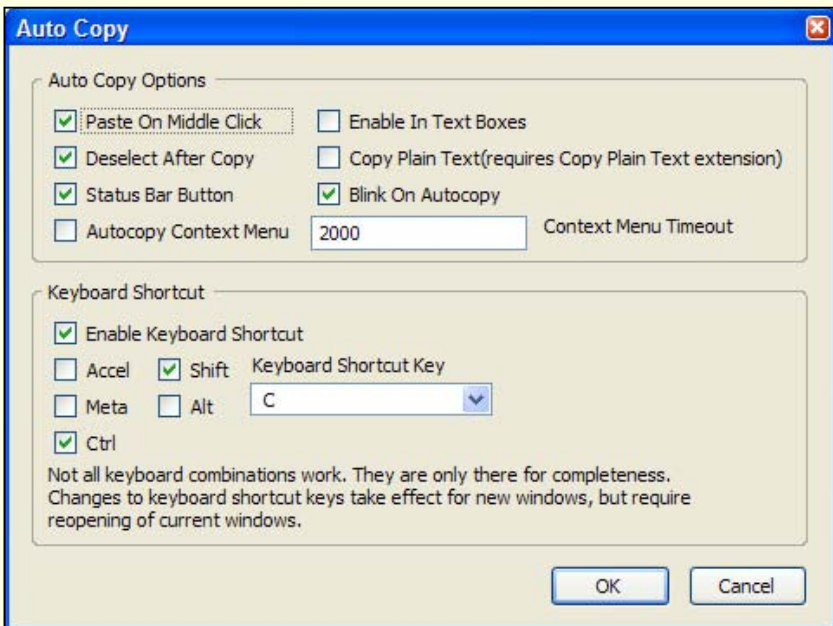 Auto Copy
Auto Copy Options
Paste On Middle Click
Enable In Text Boxes
Deselect After Copy
Copy Plain Text(requires Copy Plain Text extension)
Status Bar Button
Blink On Autocopy
Autocopy Context Menu
2000
Context Menu Timeout
Keyboard Shortcut
Enable Keyboard Shortcut
Accel
Shift
Keyboard Shortcut Key
Meta
Alt
C
Ctrl
Not all keyboard combinations work. They are only there for completeness.
Changes to keyboard shortcut keys take effect for new windows, but require
reopening of current windows.
OK
Cancel